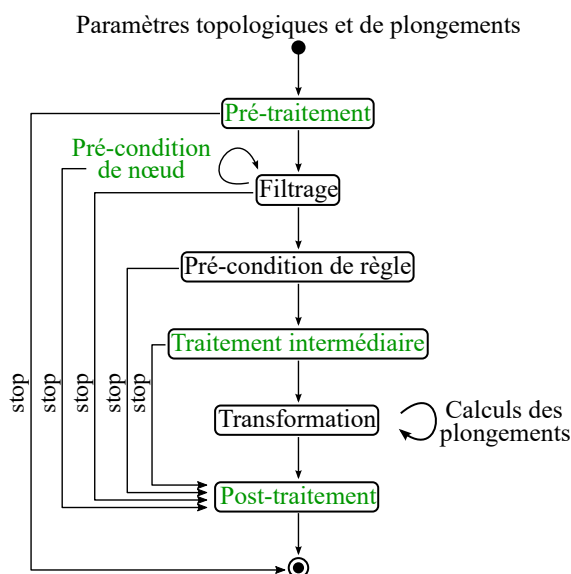 Paramètres topologiques et de plongements
Pré-traitement
Pré-condition
de nœud
Filtrage
Pré-condition de règle
Traitement intermédiaire
stop
stop
stop
stop
stop
Transformation
Calculs des
plongements
Post-traitement